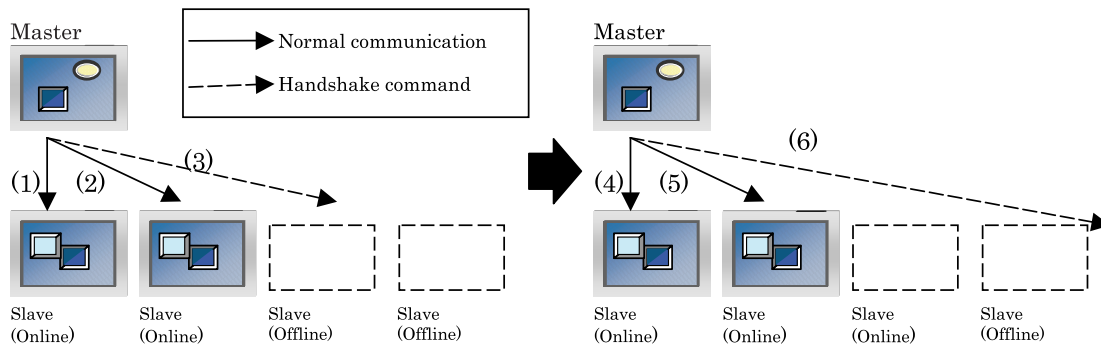 Master
Normal communication
Handshake command
(1)
(2)
(3)
Slave
(Online)
Slave
(Online)
Slave
(Offline)
Slave
(Offline)
Master
(4)
(5)
(6)
Slave
(Online)
Slave
(Online)
Slave
(Online)
Slave
(Offline)